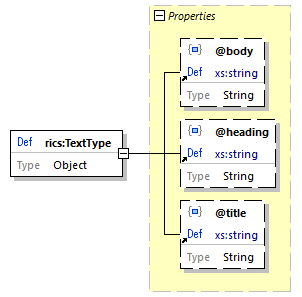 Properties
@body
Def xs:string
Type String
Def rics:TextType
Type Object
@heading
Def xs:string
Type String
@title
Def xs:string
Type String